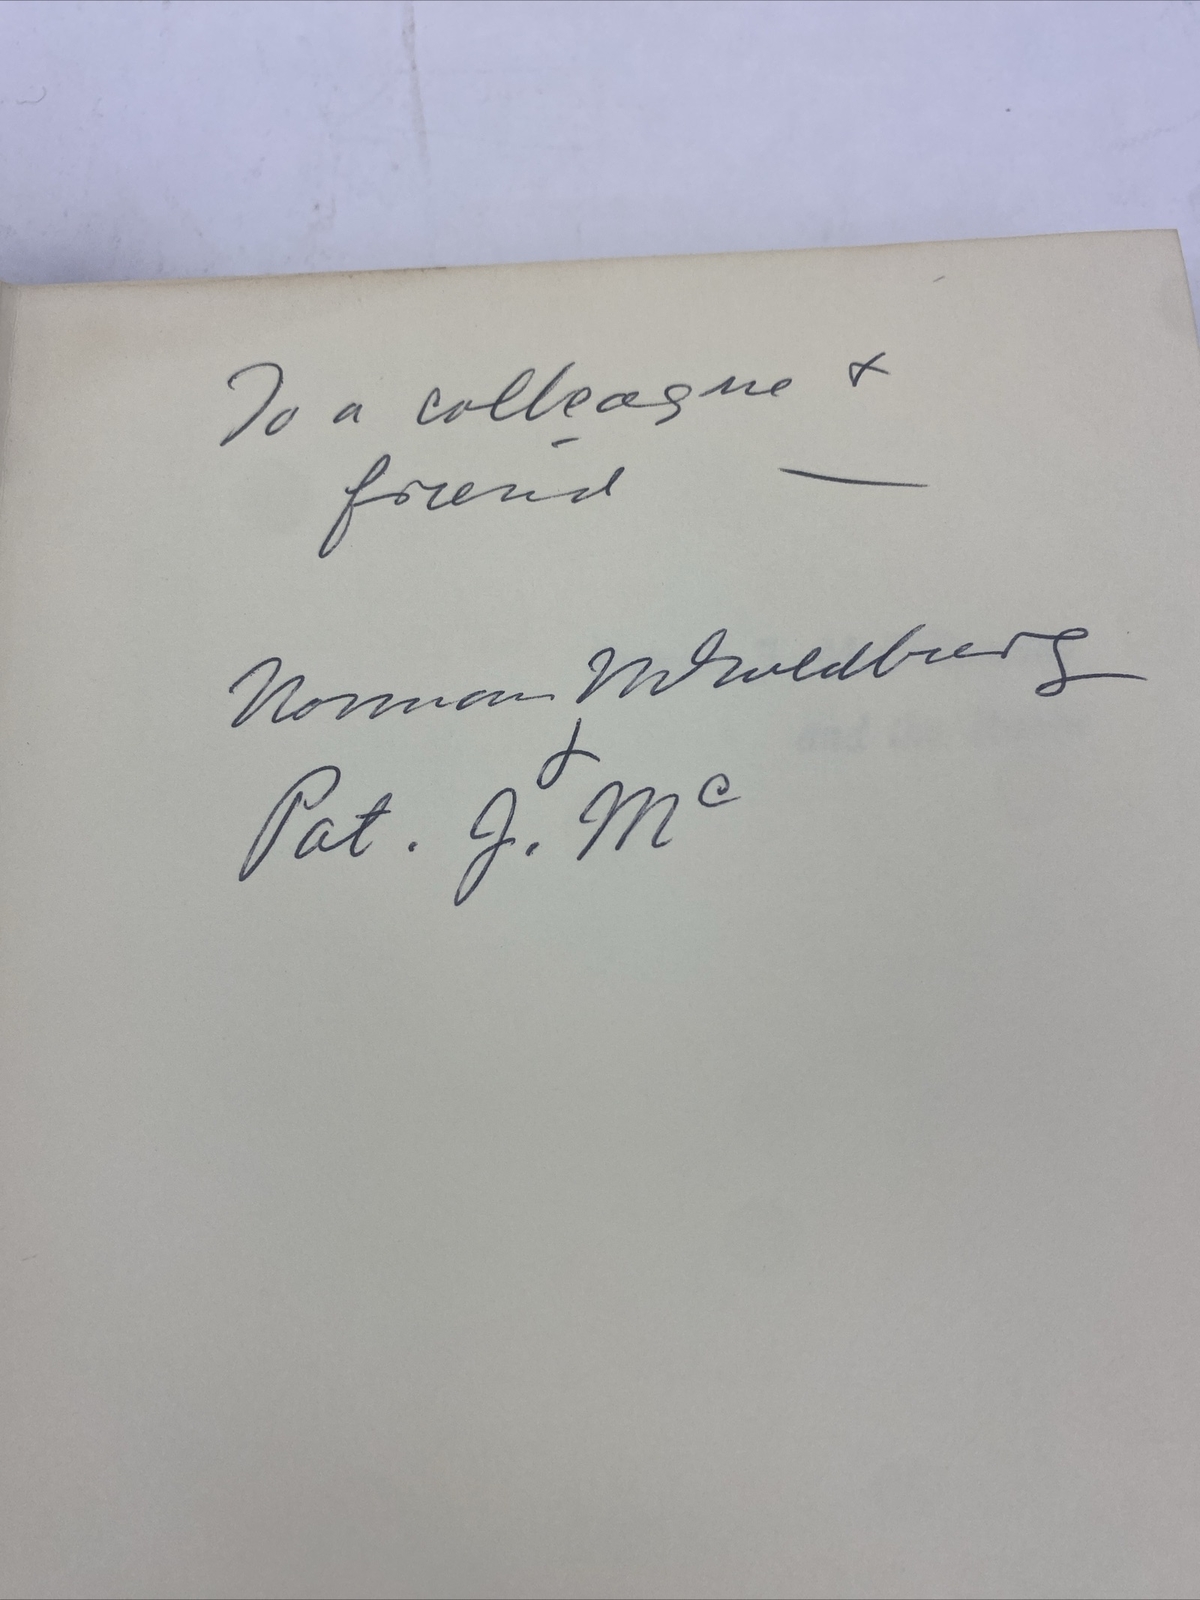 To a colleague +
friend —
Norman M Goldberg
&
Pat. J. Mc